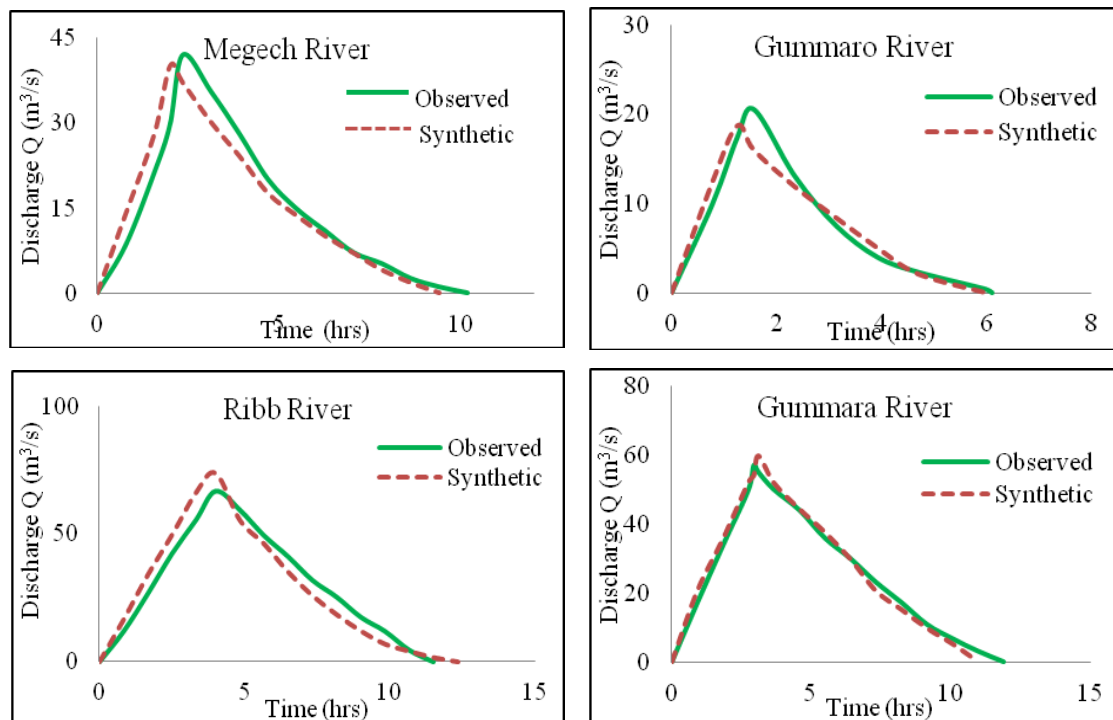 Megech River
Discharge Q (m³/s)
45
30
15
0
Observed
Synthetic
0
5
10
15
Time (hrs)
Gummaro River
Discharge Q (m³/s)
30
20
10
0
Observed
Synthetic
0
2
4
6
8
Time (hrs)
Ribb River
Discharge Q (m³/s)
100
50
0
Observed
Synthetic
0
5
10
15
Time (hrs)
Gummara River
Discharge Q (m³/s)
80
60
40
20
0
Observed
Synthetic
0
5
10
15
Time (hrs)